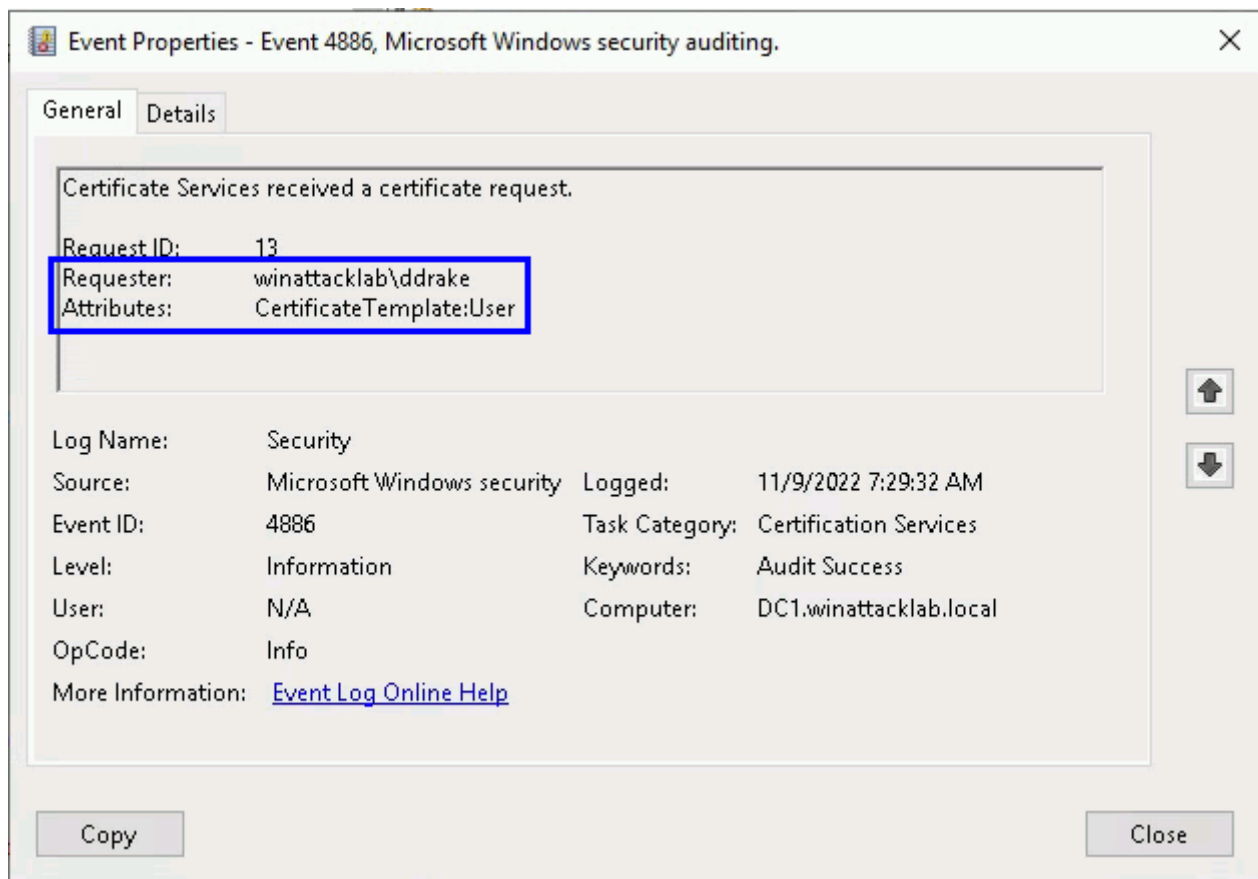 Event Properties - Event 4886, Microsoft Windows security auditing.
General Details
Certificate Services received a certificate request.
Request ID: 13
Requester: winattacklab\ddrake
Attributes: CertificateTemplate:User
Log Name: Security
Source: Microsoft Windows security Logged: 11/9/2022 7:29:32 AM
Event ID: 4886 Task Category: Certification Services
Level: Information Keywords: Audit Success
User: N/A Computer: DC1.winattacklab.local
OpCode: Info
More Information: Event Log Online Help
Copy Close